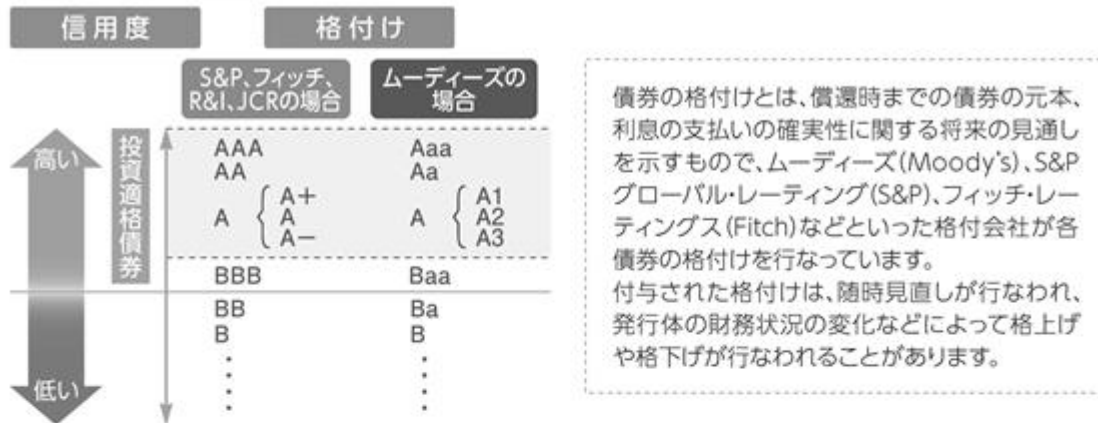 信用度
格付け
S&P、フィッチ、
R&I、JCRの場合
ムーディーズの
場合
高い
低い
投資適格債券
AAA Aaa
AA Aa
A A+ A A1
A A2
A− A3
BBB Baa
BB Ba
B B
債券の格付けとは、償還時までの債券の元本、
利息の支払いの確実性に関する将来の見通し
を示すもので、ムーディーズ(Moody's)、S&P
グローバル・レーティング(S&P)、フィッチ・レー
ティングス(Fitch)などといった格付会社が各
債券の格付けを行なっています。
付与された格付けは、随時見直しが行なわれ、
発行体の財務状況の変化などによって格上げ
や格下げが行なわれることがあります。